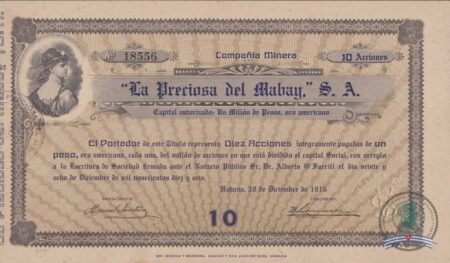 No 18556
Compañía Minera
10 Acciones
"La Preciosa del Mabay," S. A.
Capital autorizado: Un Millón de Pesos, oro americano
El Portador de este Título representa Diez Acciones íntegramente pagadas de un
peso, oro americano, cada una, del millón de acciones en que está dividido el capital Social, con arreglo
a la Escritura de Sociedad firmada ante el Notario Público Sr. Dr. Alberto O'Farrill el día veinte y
ocho de Diciembre de mil novecientos diez y seis.
Habana, 28 de Diciembre de 1916
PRESIDENTE
TESORERO
10
HABANA